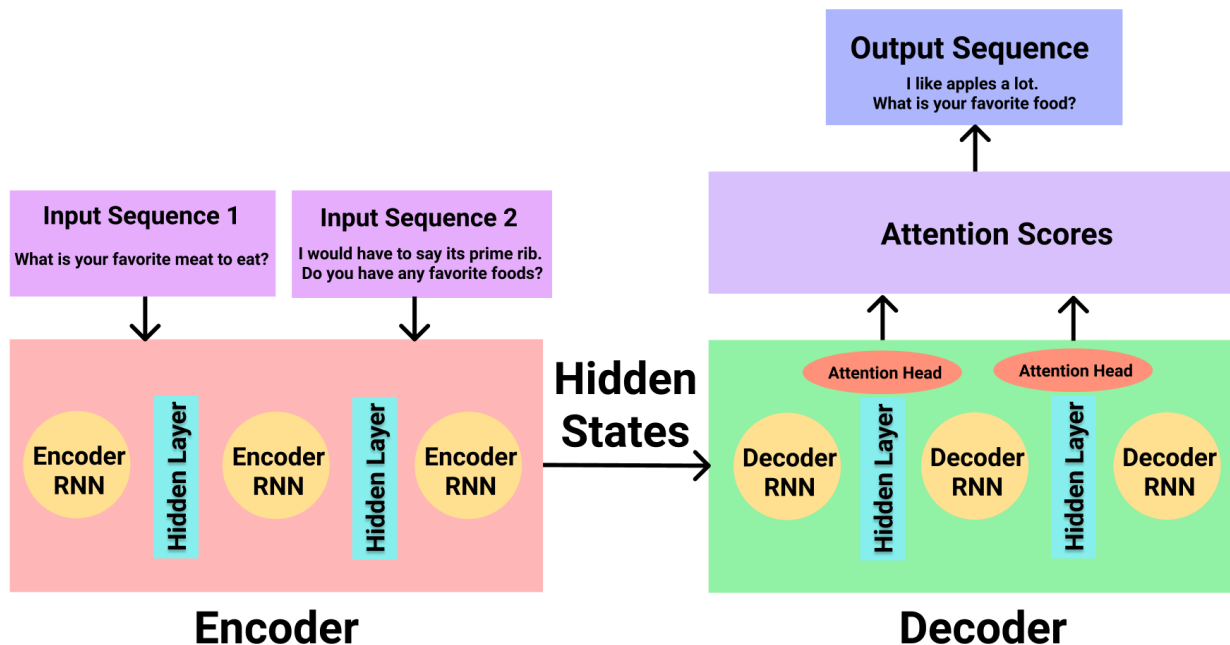 Output Sequence
I like apples a lot.
What is your favorite food?
Input Sequence 1
What is your favorite meat to eat?
Input Sequence 2
I would have to say its prime rib.
Do you have any favorite foods?
Attention Scores
Hidden
States
Attention Head
Attention Head
Encoder
RNN
Hidden Layer
Encoder
RNN
Hidden Layer
Encoder
RNN
Decoder
RNN
Hidden Layer
Decoder
RNN
Hidden Layer
Decoder
RNN
Encoder
Decoder